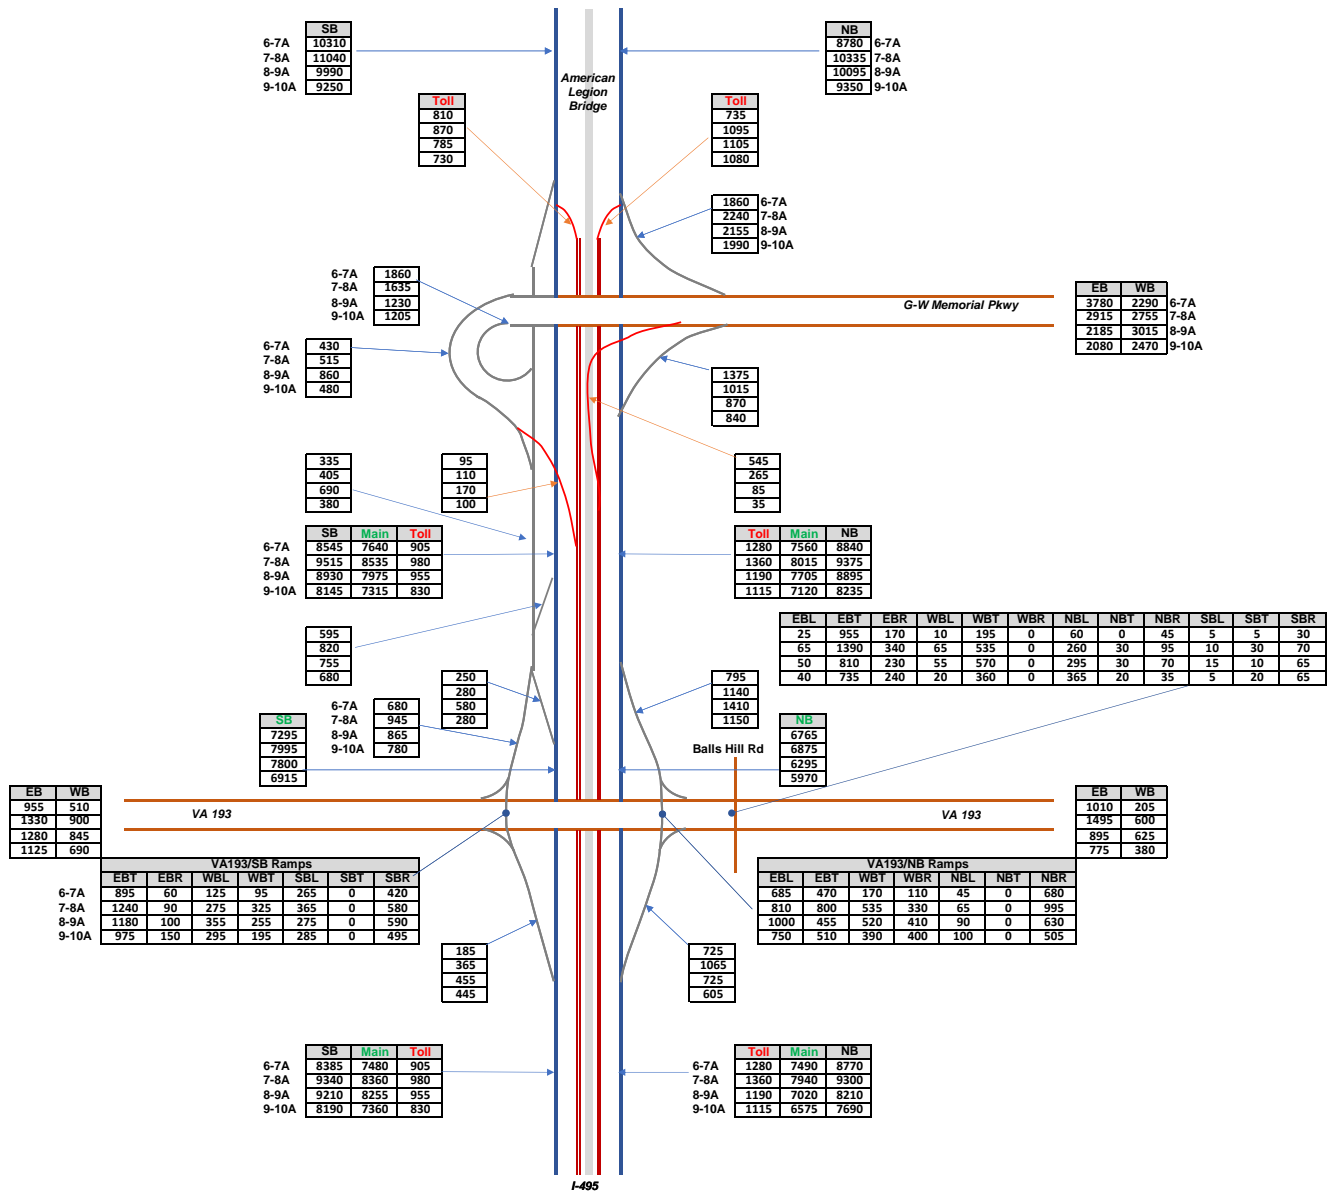 SB
6-7A 10310
7-8A 11040
8-9A 9990
9-10A 9250
NB
8780 6-7A
10335 7-8A
10095 8-9A
9350 9-10A
American
Legion
Bridge
Toll
810
870
785
730
Toll
735
1095
1105
1080
1860 6-7A
2240 7-8A
2155 8-9A
1990 9-10A
6-7A 1860
7-8A 1635
8-9A 1230
9-10A 1205
G-W Memorial Pkwy
EB WB
3780 2290 6-7A
2915 2755 7-8A
2185 3015 8-9A
2080 2470 9-10A
6-7A 430
7-8A 515
8-9A 860
9-10A 480
1375
1015
870
840
335
405
690
380
95
110
170
100
545
265
85
35
SB Main Toll
6-7A 8545 7640 905
7-8A 9515 8535 980
8-9A 8930 7975 955
9-10A 8145 7315 830
Toll Main NB
1280 7560 8840
1360 8015 9375
1190 7705 8895
1115 7120 8235
595
820
755
680
EBL EBT EBR WBL WBT WBR NBL NBT NBR SBL SBT SBR
25 955 170 10 195 0 60 0 45 5 5 30
65 1390 340 65 535 0 260 30 95 10 30 70
50 810 230 55 570 0 295 30 70 15 10 65
40 735 240 20 360 0 365 20 35 5 20 65
250
280
580
280
795
1140
1410
1150
6-7A 680
7-8A 945
8-9A 865
9-10A 780
SB
7295
7995
7800
6915
NB
6765
6875
6295
5970
Balls Hill Rd
EB WB
955 510
1330 900
1280 845
1125 690
VA 193
VA 193
EB WB
1010 205
1495 600
895 625
775 380
VA193/SB Ramps
EBT EBR WBL WBT SBL SBT SBR
6-7A 895 60 125 95 265 0 420
7-8A 1240 90 275 325 365 0 580
8-9A 1180 100 355 255 275 0 590
9-10A 975 150 295 195 285 0 495
VA193/NB Ramps
EBL EBT WBT WBR NBL NBT NBR
685 470 170 110 45 0 680
810 800 535 330 65 0 995
1000 455 520 410 90 0 630
750 510 390 400 100 0 505
185
365
455
445
725
1065
725
605
SB Main Toll
6-7A 8385 7480 905
7-8A 9340 8360 980
8-9A 9210 8255 955
9-10A 8190 7360 830
Toll Main NB
6-7A 1280 7490 8770
7-8A 1360 7940 9300
8-9A 1190 7020 8210
9-10A 1115 6575 7690
I-495